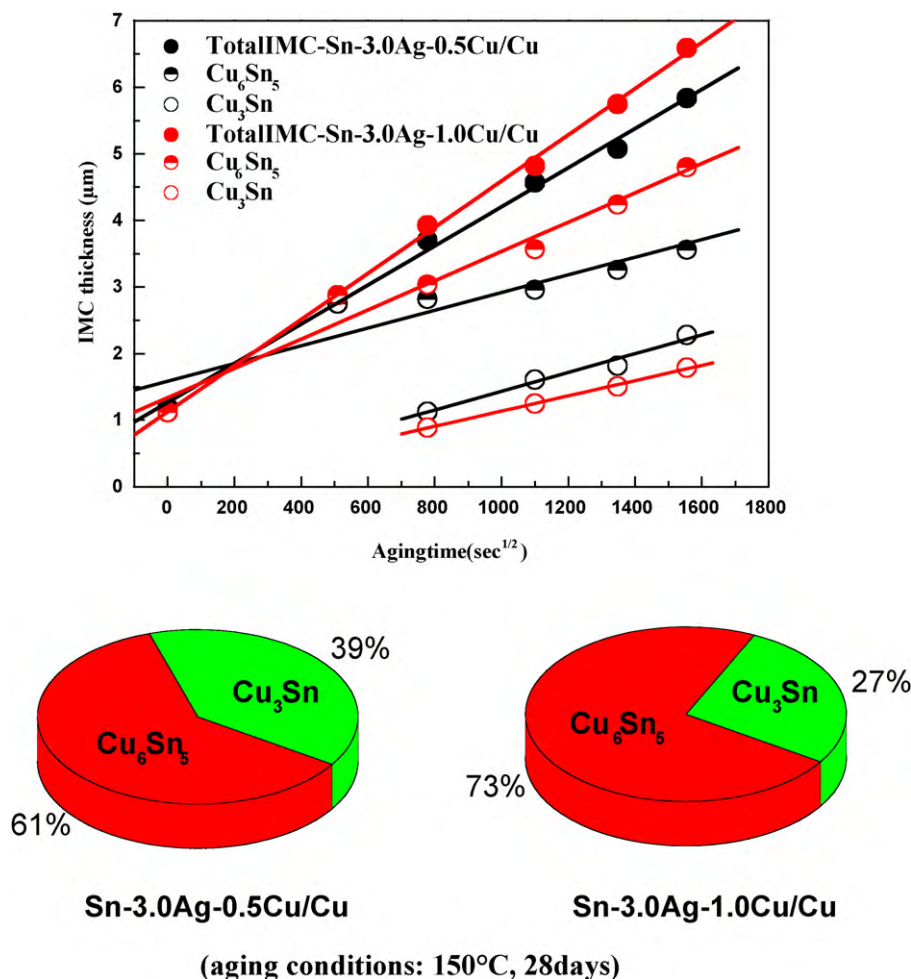 7
6
5
4
3
2
1
0
IMC thickness (μm)
TotalIMC-Sn-3.0Ag-0.5Cu/Cu
Cu₆Sn₅
Cu₃Sn
TotalIMC-Sn-3.0Ag-1.0Cu/Cu
Cu₆Sn₅
Cu₃Sn
0 200 400 600 800 1000 1200 1400 1600 1800
Agingtime(sec¹/²)
39%
Cu₃Sn
Cu₆Sn₅
61%
27%
Cu₃Sn
Cu₆Sn₅
73%
Sn-3.0Ag-0.5Cu/Cu
Sn-3.0Ag-1.0Cu/Cu
(aging conditions: 150°C, 28days)